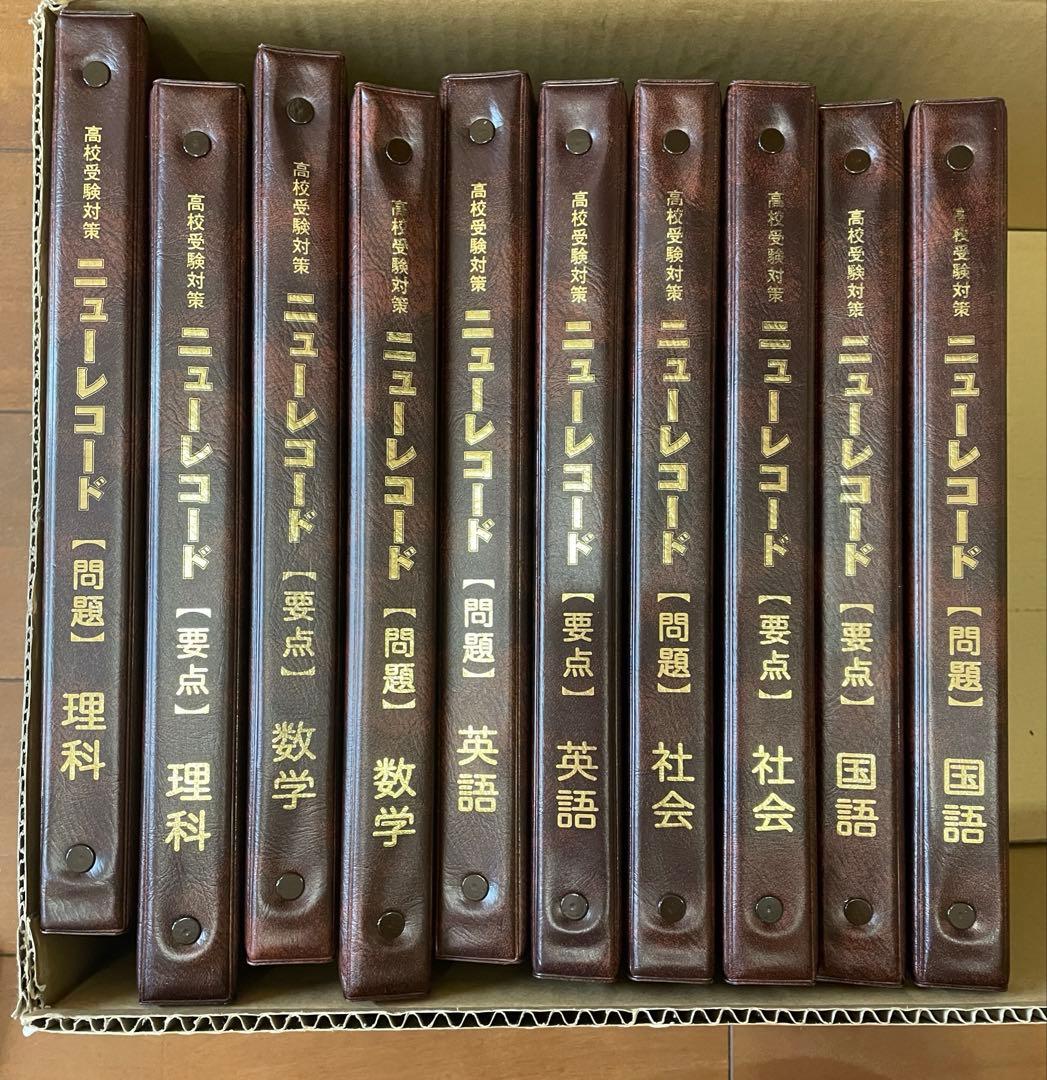 高校受験対策 ニューレコード 【問題】 理科
高校受験対策 ニューレコード 【要点】 理科
高校受験対策 ニューレコード 【要点】 数学
高校受験対策 ニューレコード 【問題】 数学
高校受験対策 ニューレコード 【問題】 英語
高校受験対策 ニューレコード 【要点】 英語
高校受験対策 ニューレコード 【問題】 社会
高校受験対策 ニューレコード 【要点】 社会
高校受験対策 ニューレコード 【要点】 国語
高校受験対策 ニューレコード 【問題】 国語